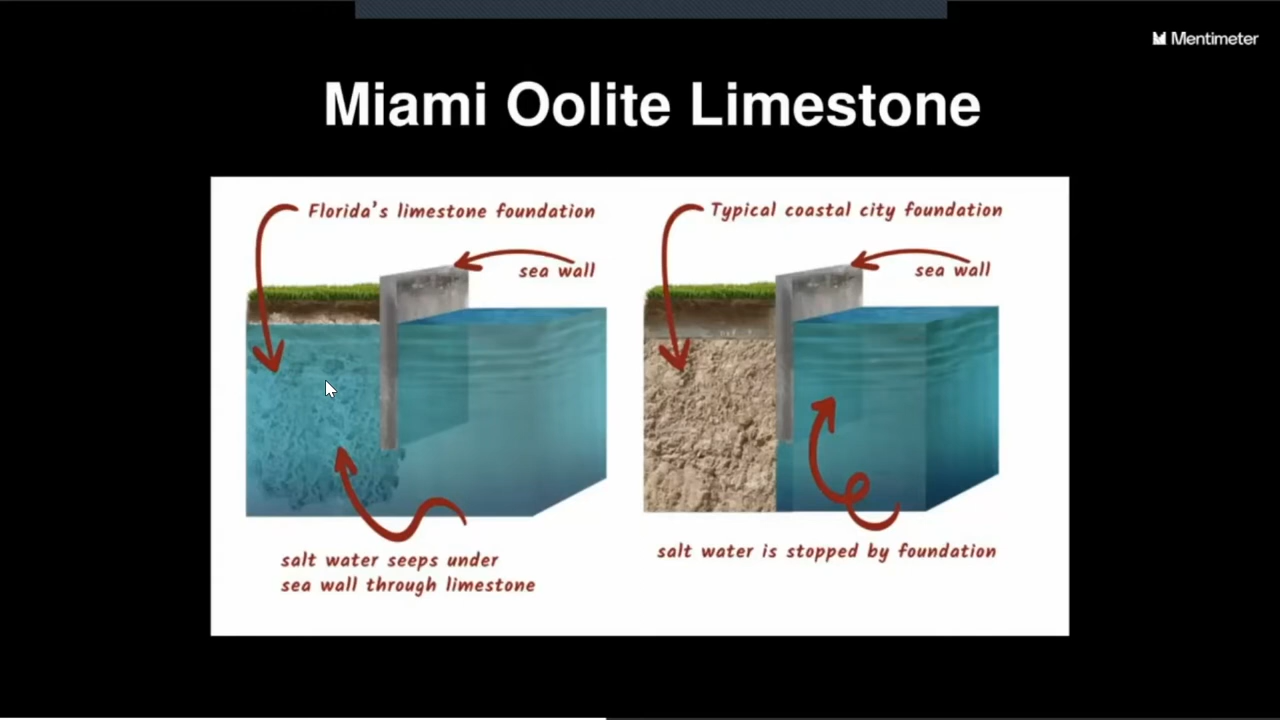 Mentimeter
Miami Oolite Limestone
Florida's limestone foundation
sea wall
salt water seeps under
sea wall through limestone
Typical coastal city foundation
sea wall
salt water is stopped by foundation